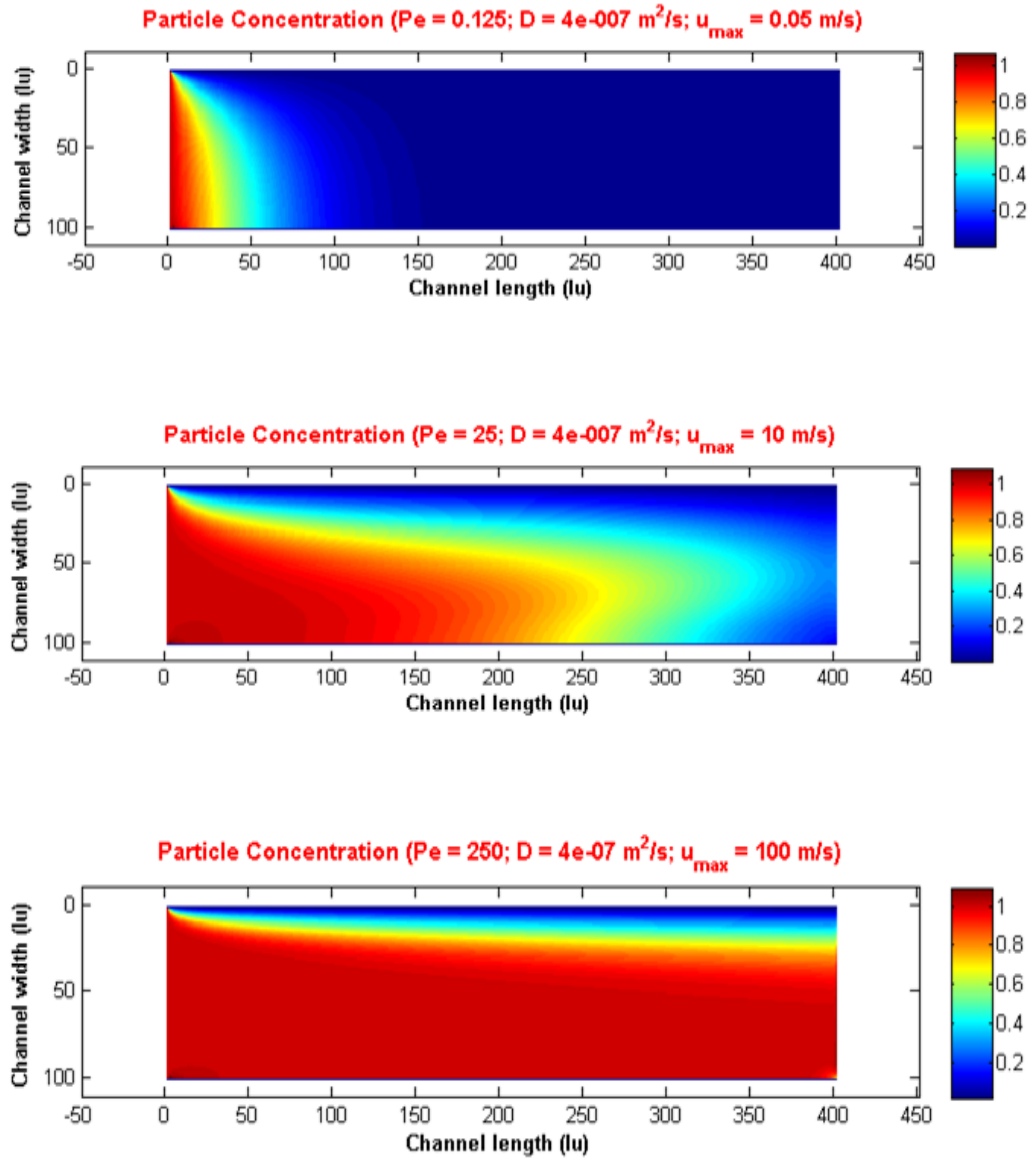 Particle Concentration (Pe = 0.125; D = 4e-007 m²/s; u_max = 0.05 m/s)
Channel width (lu)
0
50
100
-50 0 50 100 150 200 250 300 350 400 450
Channel length (lu)
1
0.8
0.6
0.4
0.2
Particle Concentration (Pe = 25; D = 4e-007 m²/s; u_max = 10 m/s)
Channel width (lu)
0
50
100
-50 0 50 100 150 200 250 300 350 400 450
Channel length (lu)
1
0.8
0.6
0.4
0.2
Particle Concentration (Pe = 250; D = 4e-07 m²/s; u_max = 100 m/s)
Channel width (lu)
0
50
100
-50 0 50 100 150 200 250 300 350 400 450
Channel length (lu)
1
0.8
0.6
0.4
0.2